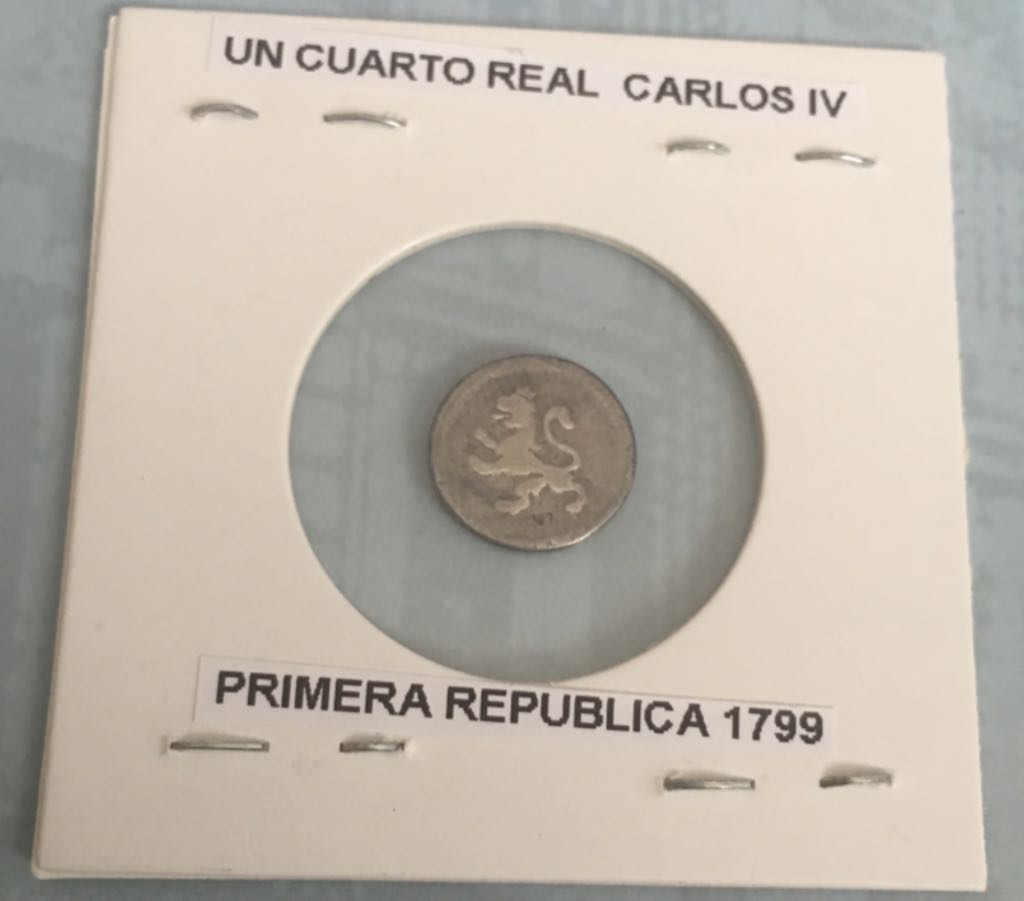 UN CUARTO REAL CARLOS IV
PRIMERA REPUBLICA 1799